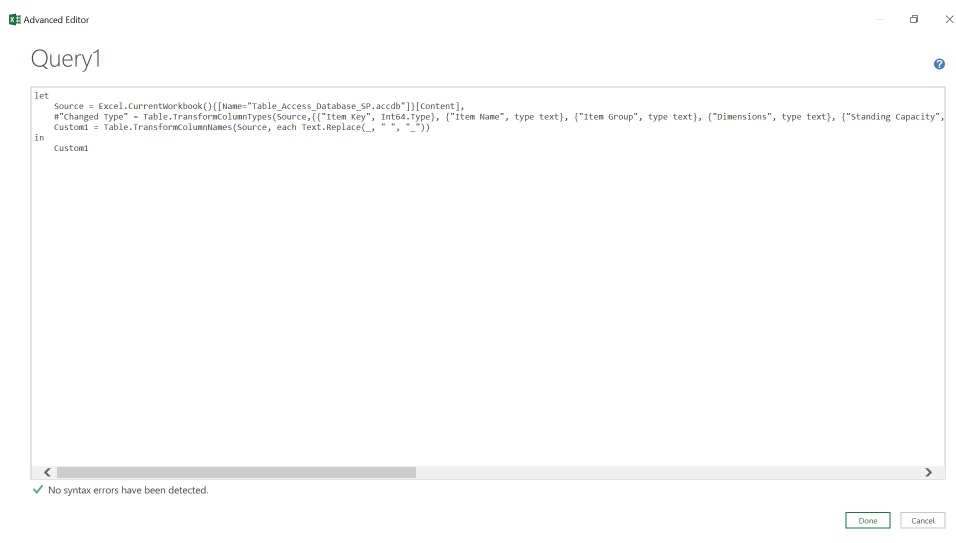 Advanced Editor
Query1
let
Source = Excel.CurrentWorkbook(){[Name="Table_Access_Database_SP.accdb"]}[Content],
#"Changed Type" = Table.TransformColumnTypes(Source,{{"Item Key", Int64.Type}, {"Item Name", type text}, {"Item Group", type text}, {"Dimensions", type text}, {"Standing Capacity",
Custom1 = Table.TransformColumnNames(Source, each Text.Replace(_, " ", "_"))
in
Custom1
No syntax errors have been detected.
Done Cancel